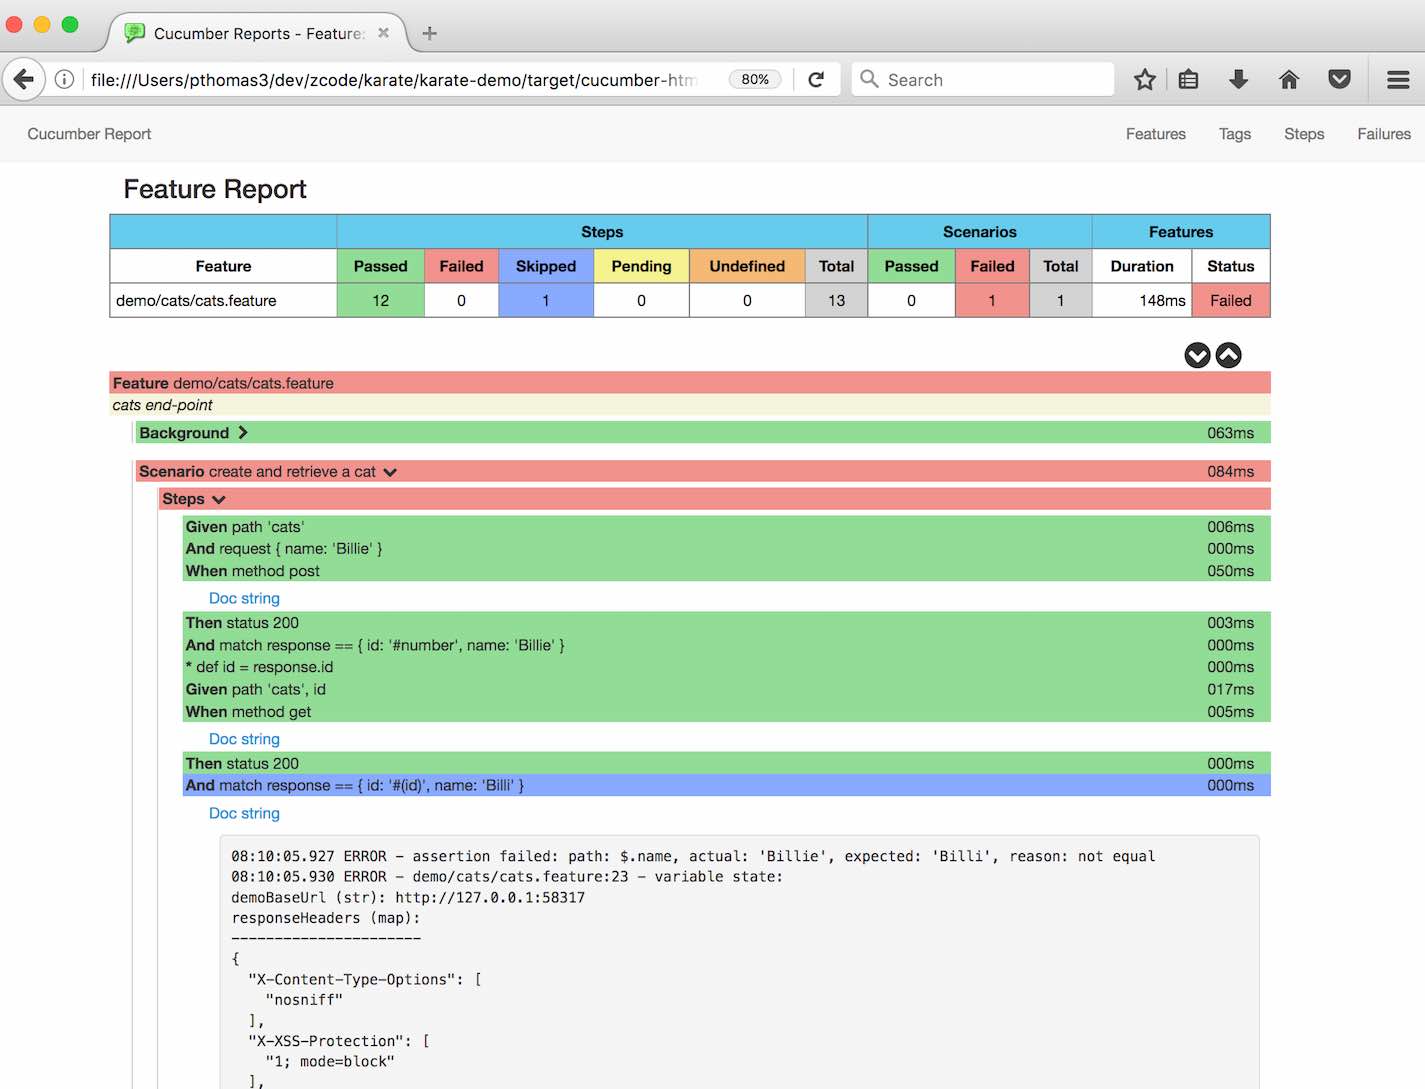 Cucumber Reports - Feature:
file:///Users/pthomas3/dev/zcode/karate/karate-demo/target/cucumber-htm 80% Search
Cucumber Report Features Tags Steps Failures
Feature Report
Steps Scenarios Features
Feature Passed Failed Skipped Pending Undefined Total Passed Failed Total Duration Status
demo/cats/cats.feature 12 0 1 0 0 13 0 1 1 148ms Failed
Feature demo/cats/cats.feature
cats end-point
Background 063ms
Scenario create and retrieve a cat 084ms
Steps
Given path 'cats' 006ms
And request { name: 'Billie' } 000ms
When method post 050ms
Doc string
Then status 200 003ms
And match response == { id: '#number', name: 'Billie' } 000ms
* def id = response.id 000ms
Given path 'cats', id 017ms
When method get 005ms
Doc string
Then status 200 000ms
And match response == { id: '#(id)', name: 'Billi' } 000ms
Doc string
08:10:05.927 ERROR - assertion failed: path: $.name, actual: 'Billie', expected: 'Billi', reason: not equal
08:10:05.930 ERROR - demo/cats/cats.feature:23 - variable state:
demoBaseUrl (str): http://127.0.0.1:58317
responseHeaders (map):
----------------------
{
"X-Content-Type-Options": [
"nosniff"
],
"X-XSS-Protection": [
"1; mode=block"
],